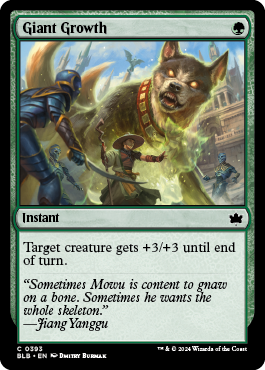 Giant Growth
Instant
Target creature gets +3/+3 until end
of turn.
“Sometimes Mowu is content to gnaw
on a bone. Sometimes he wants the
whole skeleton.”
—Jiang Yanggu
C 0393
BLB • EN Dmitry Burmak
™ & © 2024 Wizards of the Coast